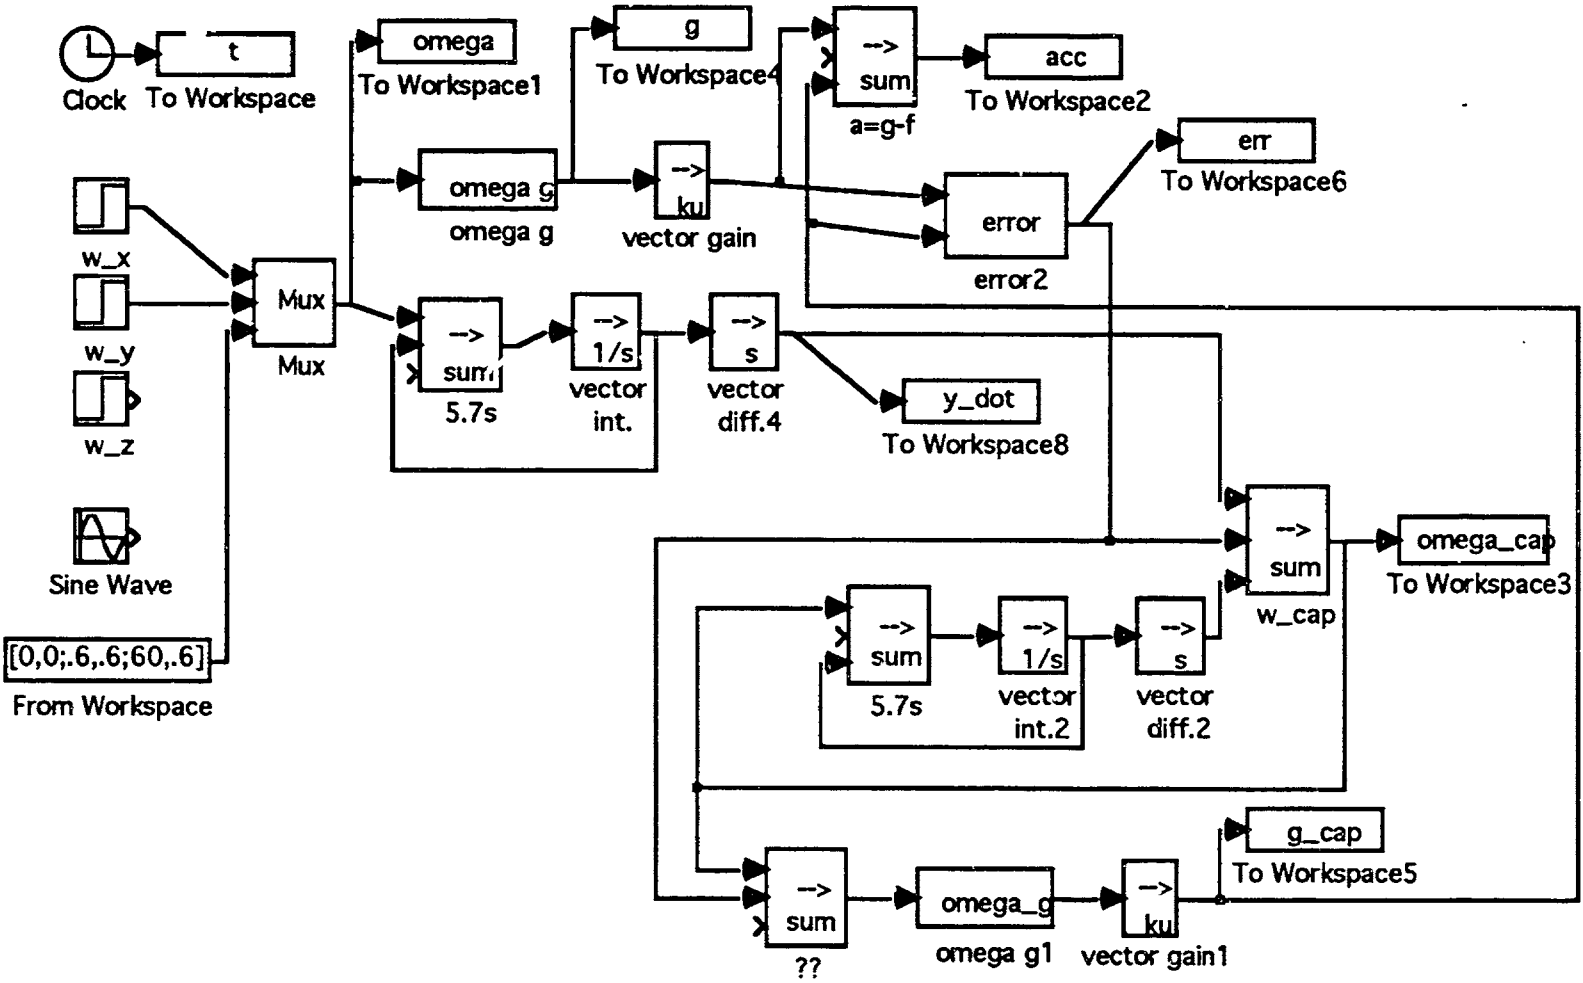 t
Clock
To Workspace
omega
To Workspace1
g
To Workspace4
-->
sum
a=g-f
acc
To Workspace2
err
To Workspace6
w_x
omega g
omega g
-->
ku
vector gain
error
error2
w_y
Mux
Mux
-->
sum
5.7s
-->
1/s
vector
int.
-->
s
vector
diff.4
y_dot
To Workspace8
w_z
Sine Wave
[0,0;.6,.6;60,.6]
From Workspace
-->
sum
w_cap
omega_cap
To Workspace3
-->
sum
5.7s
-->
1/s
vector
int.2
-->
s
vector
diff.2
g_cap
To Workspace5
-->
sum
??
omega_g
omega g1
-->
ku
vector gain1